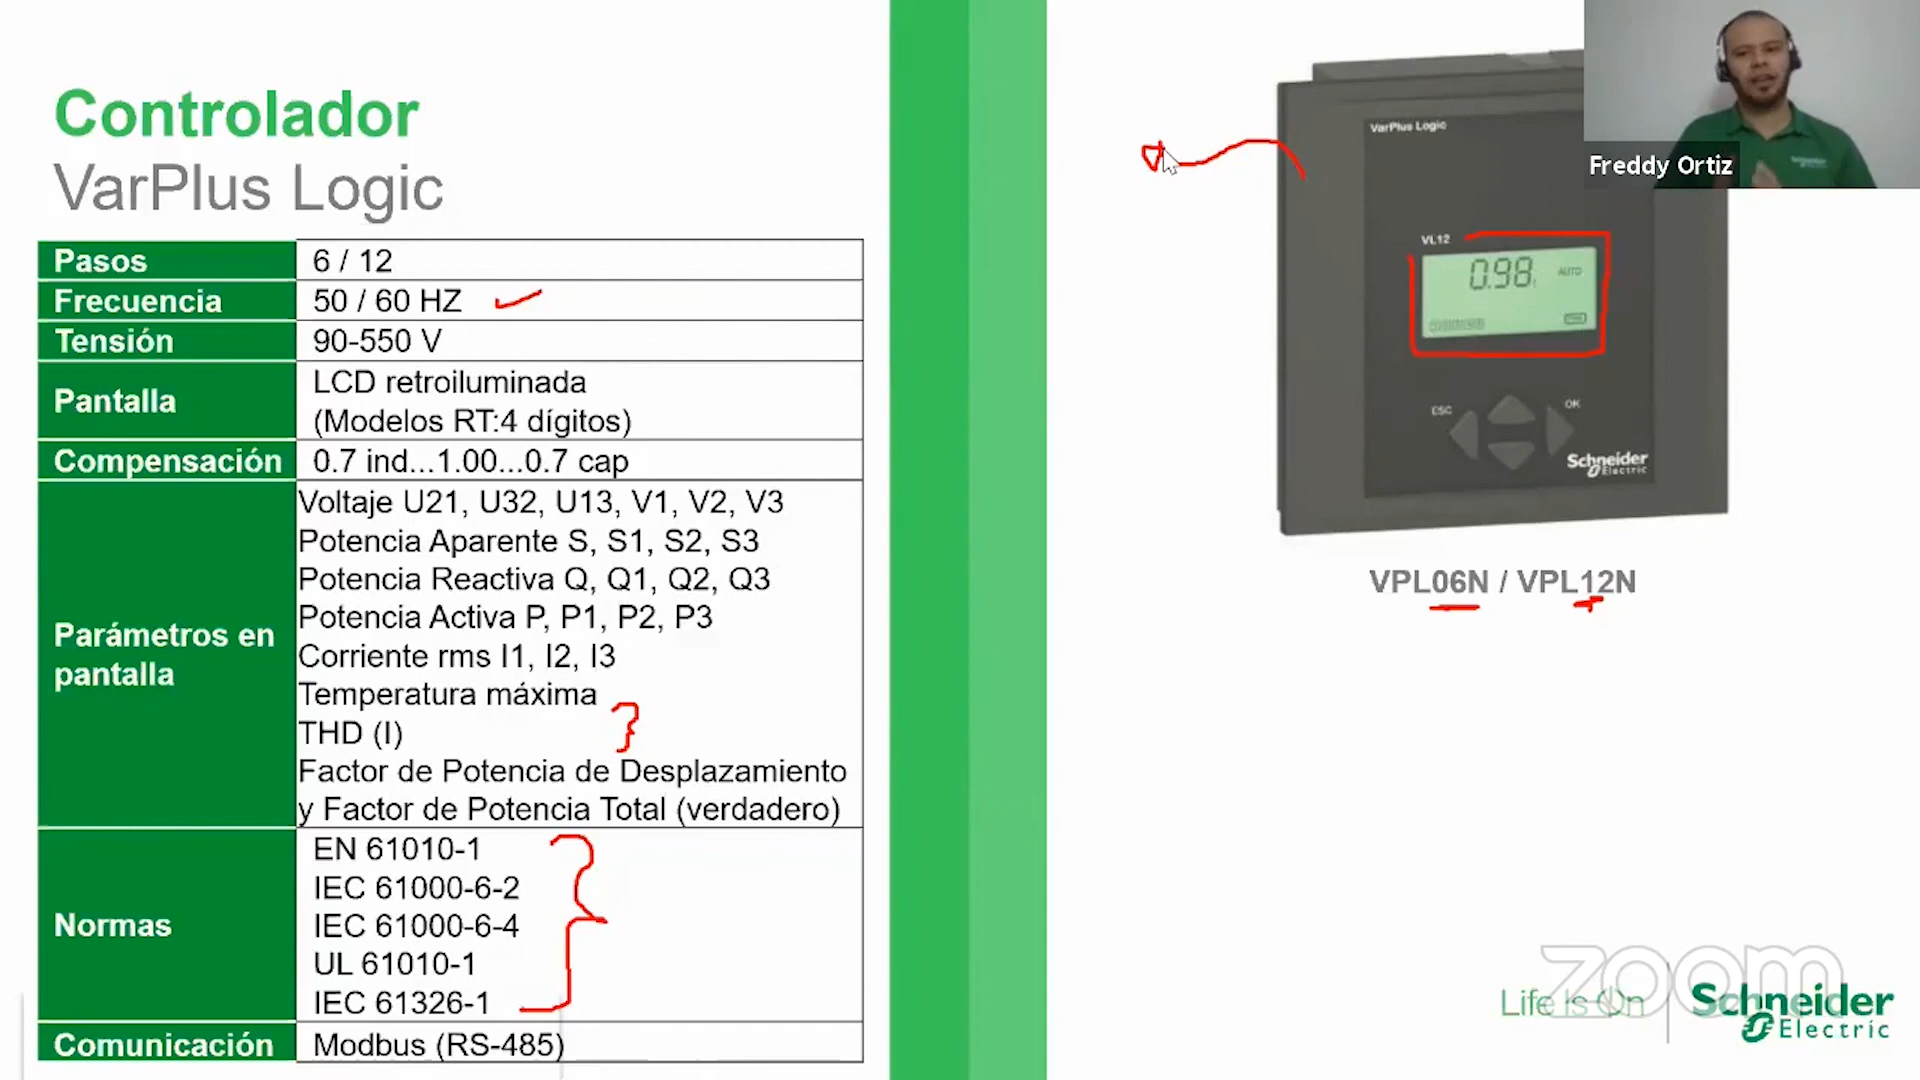 Controlador
VarPlus Logic
Pasos 6 / 12
Frecuencia 50 / 60 HZ
Tensión 90-550 V
Pantalla LCD retroiluminada
(Modelos RT:4 dígitos)
Compensación 0.7 ind...1.00...0.7 cap
Parámetros en
pantalla
Voltaje U21, U32, U13, V1, V2, V3
Potencia Aparente S, S1, S2, S3
Potencia Reactiva Q, Q1, Q2, Q3
Potencia Activa P, P1, P2, P3
Corriente rms I1, I2, I3
Temperatura máxima
THD (I)
Factor de Potencia de Desplazamiento
y Factor de Potencia Total (verdadero)
Normas
EN 61010-1
IEC 61000-6-2
IEC 61000-6-4
UL 61010-1
IEC 61326-1
Comunicación Modbus (RS-485)
VarPlus Logic
VL12
0.98
AUTO
ESC
OK
Schneider
Electric
VPL06N / VPL12N
Freddy Ortiz
zoom
Life Is On
Schneider
Electric